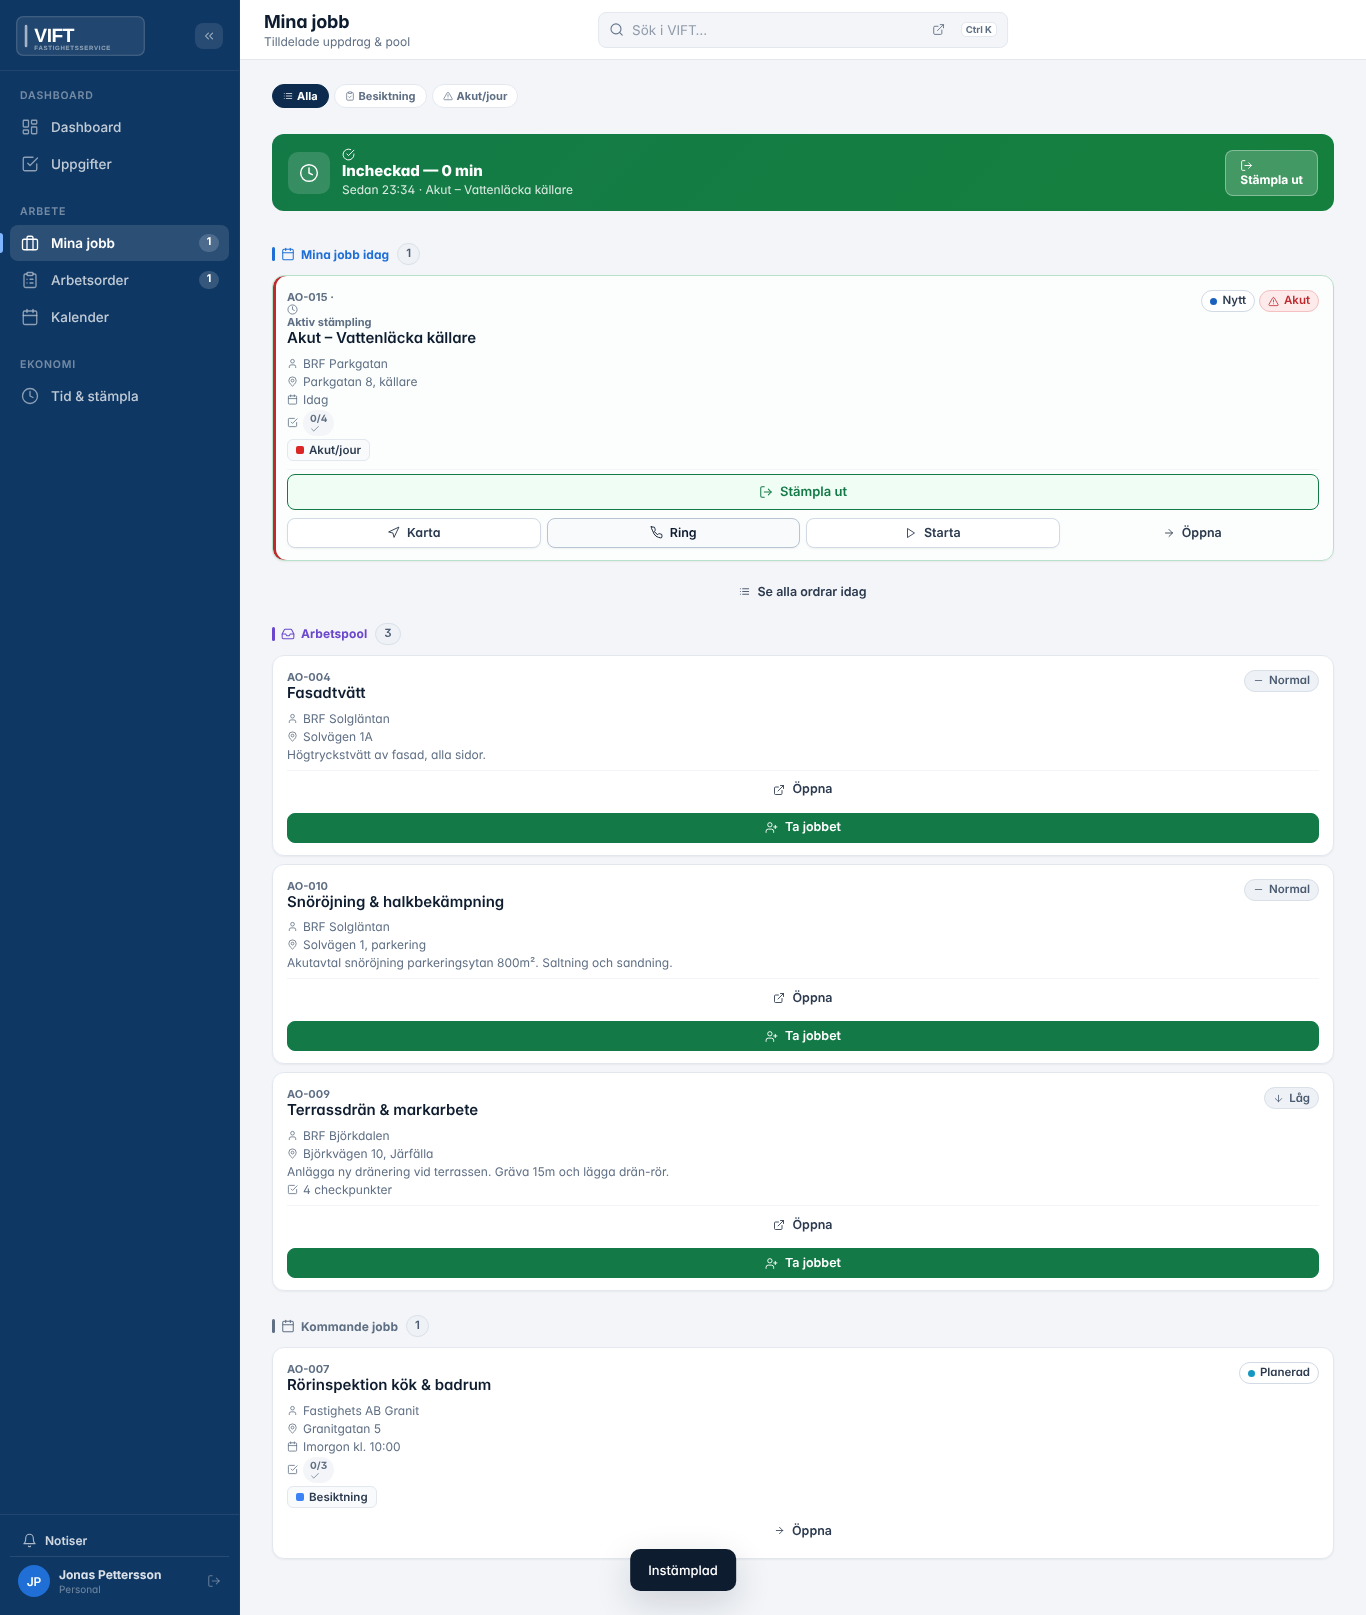 VIFT
FASTIGHETSSERVICE
DASHBOARD
Dashboard
Uppgifter
ARBETE
Mina jobb 1
Arbetsorder 1
Kalender
EKONOMI
Tid & stämpla
Notiser
JP
Jonas Pettersson
Personal
Mina jobb
Tilldelade uppdrag & pool
Sök i VIFT... Ctrl K
Alla Besiktning Akut/jour
Incheckad — 0 min
Sedan 23:34 · Akut – Vattenläcka källare
Stämpla ut
Mina jobb idag 1
AO-015 ·
Aktiv stämpling
Akut – Vattenläcka källare
Nytt Akut
BRF Parkgatan
Parkgatan 8, källare
Idag
0/4
Akut/jour
Stämpla ut
Karta Ring Starta Öppna
Se alla ordrar idag
Arbetspool 3
AO-004
Fasadtvätt
Normal
BRF Solgläntan
Solvägen 1A
Högtryckstvätt av fasad, alla sidor.
Öppna
Ta jobbet
AO-010
Snöröjning & halkbekämpning
Normal
BRF Solgläntan
Solvägen 1, parkering
Akutavtal snöröjning parkeringsytan 800m². Saltning och sandning.
Öppna
Ta jobbet
AO-009
Terrassdrän & markarbete
Låg
BRF Björkdalen
Björkvägen 10, Järfälla
Anlägga ny dränering vid terrassen. Gräva 15m och lägga drän-rör.
4 checkpunkter
Öppna
Ta jobbet
Kommande jobb 1
AO-007
Rörinspektion kök & badrum
Planerad
Fastighets AB Granit
Granitgatan 5
Imorgon kl. 10:00
0/3
Besiktning
Öppna
Instämplad